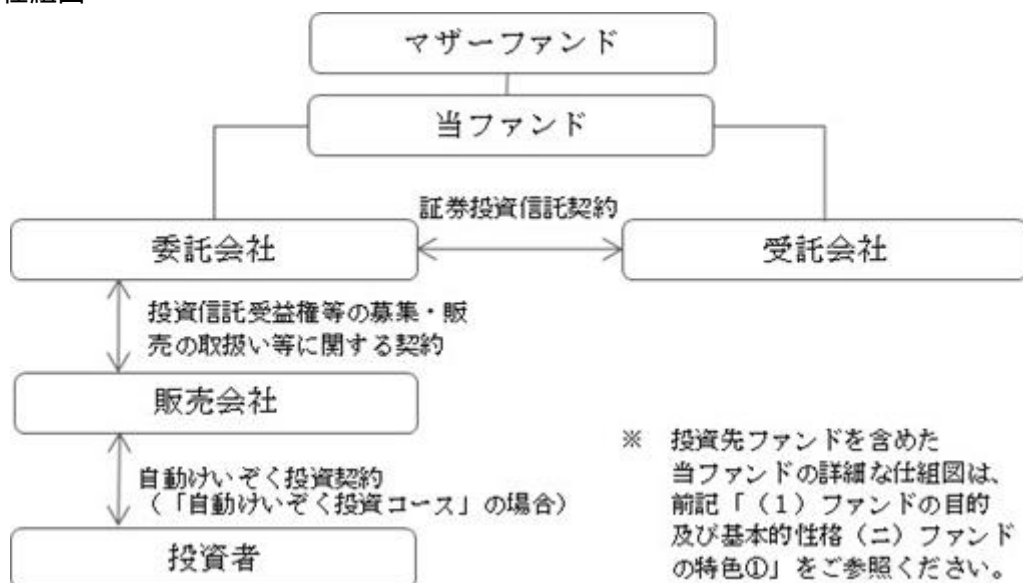 マザーファンド
当ファンド
証券投資信託契約
委託会社
受託会社
投資信託受益権等の募集・販
売の取扱い等に関する契約
販売会社
自動けいぞく投資契約
（「自動けいぞく投資コース」の場合）
投資者
※ 投資先ファンドを含めた
当ファンドの詳細な仕組図は、
前記「（１）ファンドの目的
及び基本的性格（ニ）ファンド
の特色①」をご参照ください。